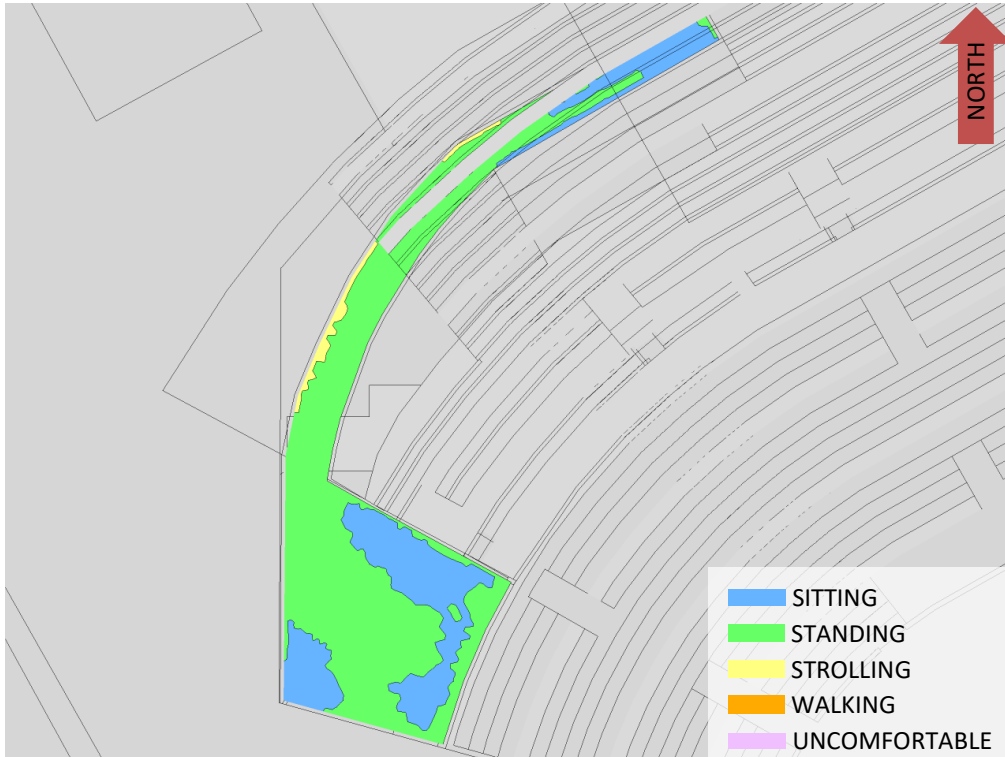 NORTH
SITTING
STANDING
STROLLING
WALKING
UNCOMFORTABLE